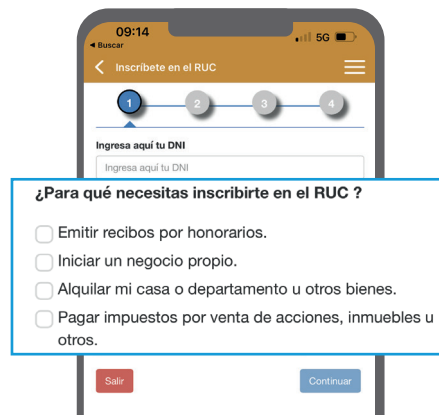 09:14
5G
Buscar
Inscríbete en el RUC
1 2 3 4
Ingresa aquí tu DNI
Ingresa aquí tu DNI
¿Para qué necesitas inscribirte en el RUC ?
Emitir recibos por honorarios.
Iniciar un negocio propio.
Alquilar mi casa o departamento u otros bienes.
Pagar impuestos por venta de acciones, inmuebles u
otros.
Salir
Continuar